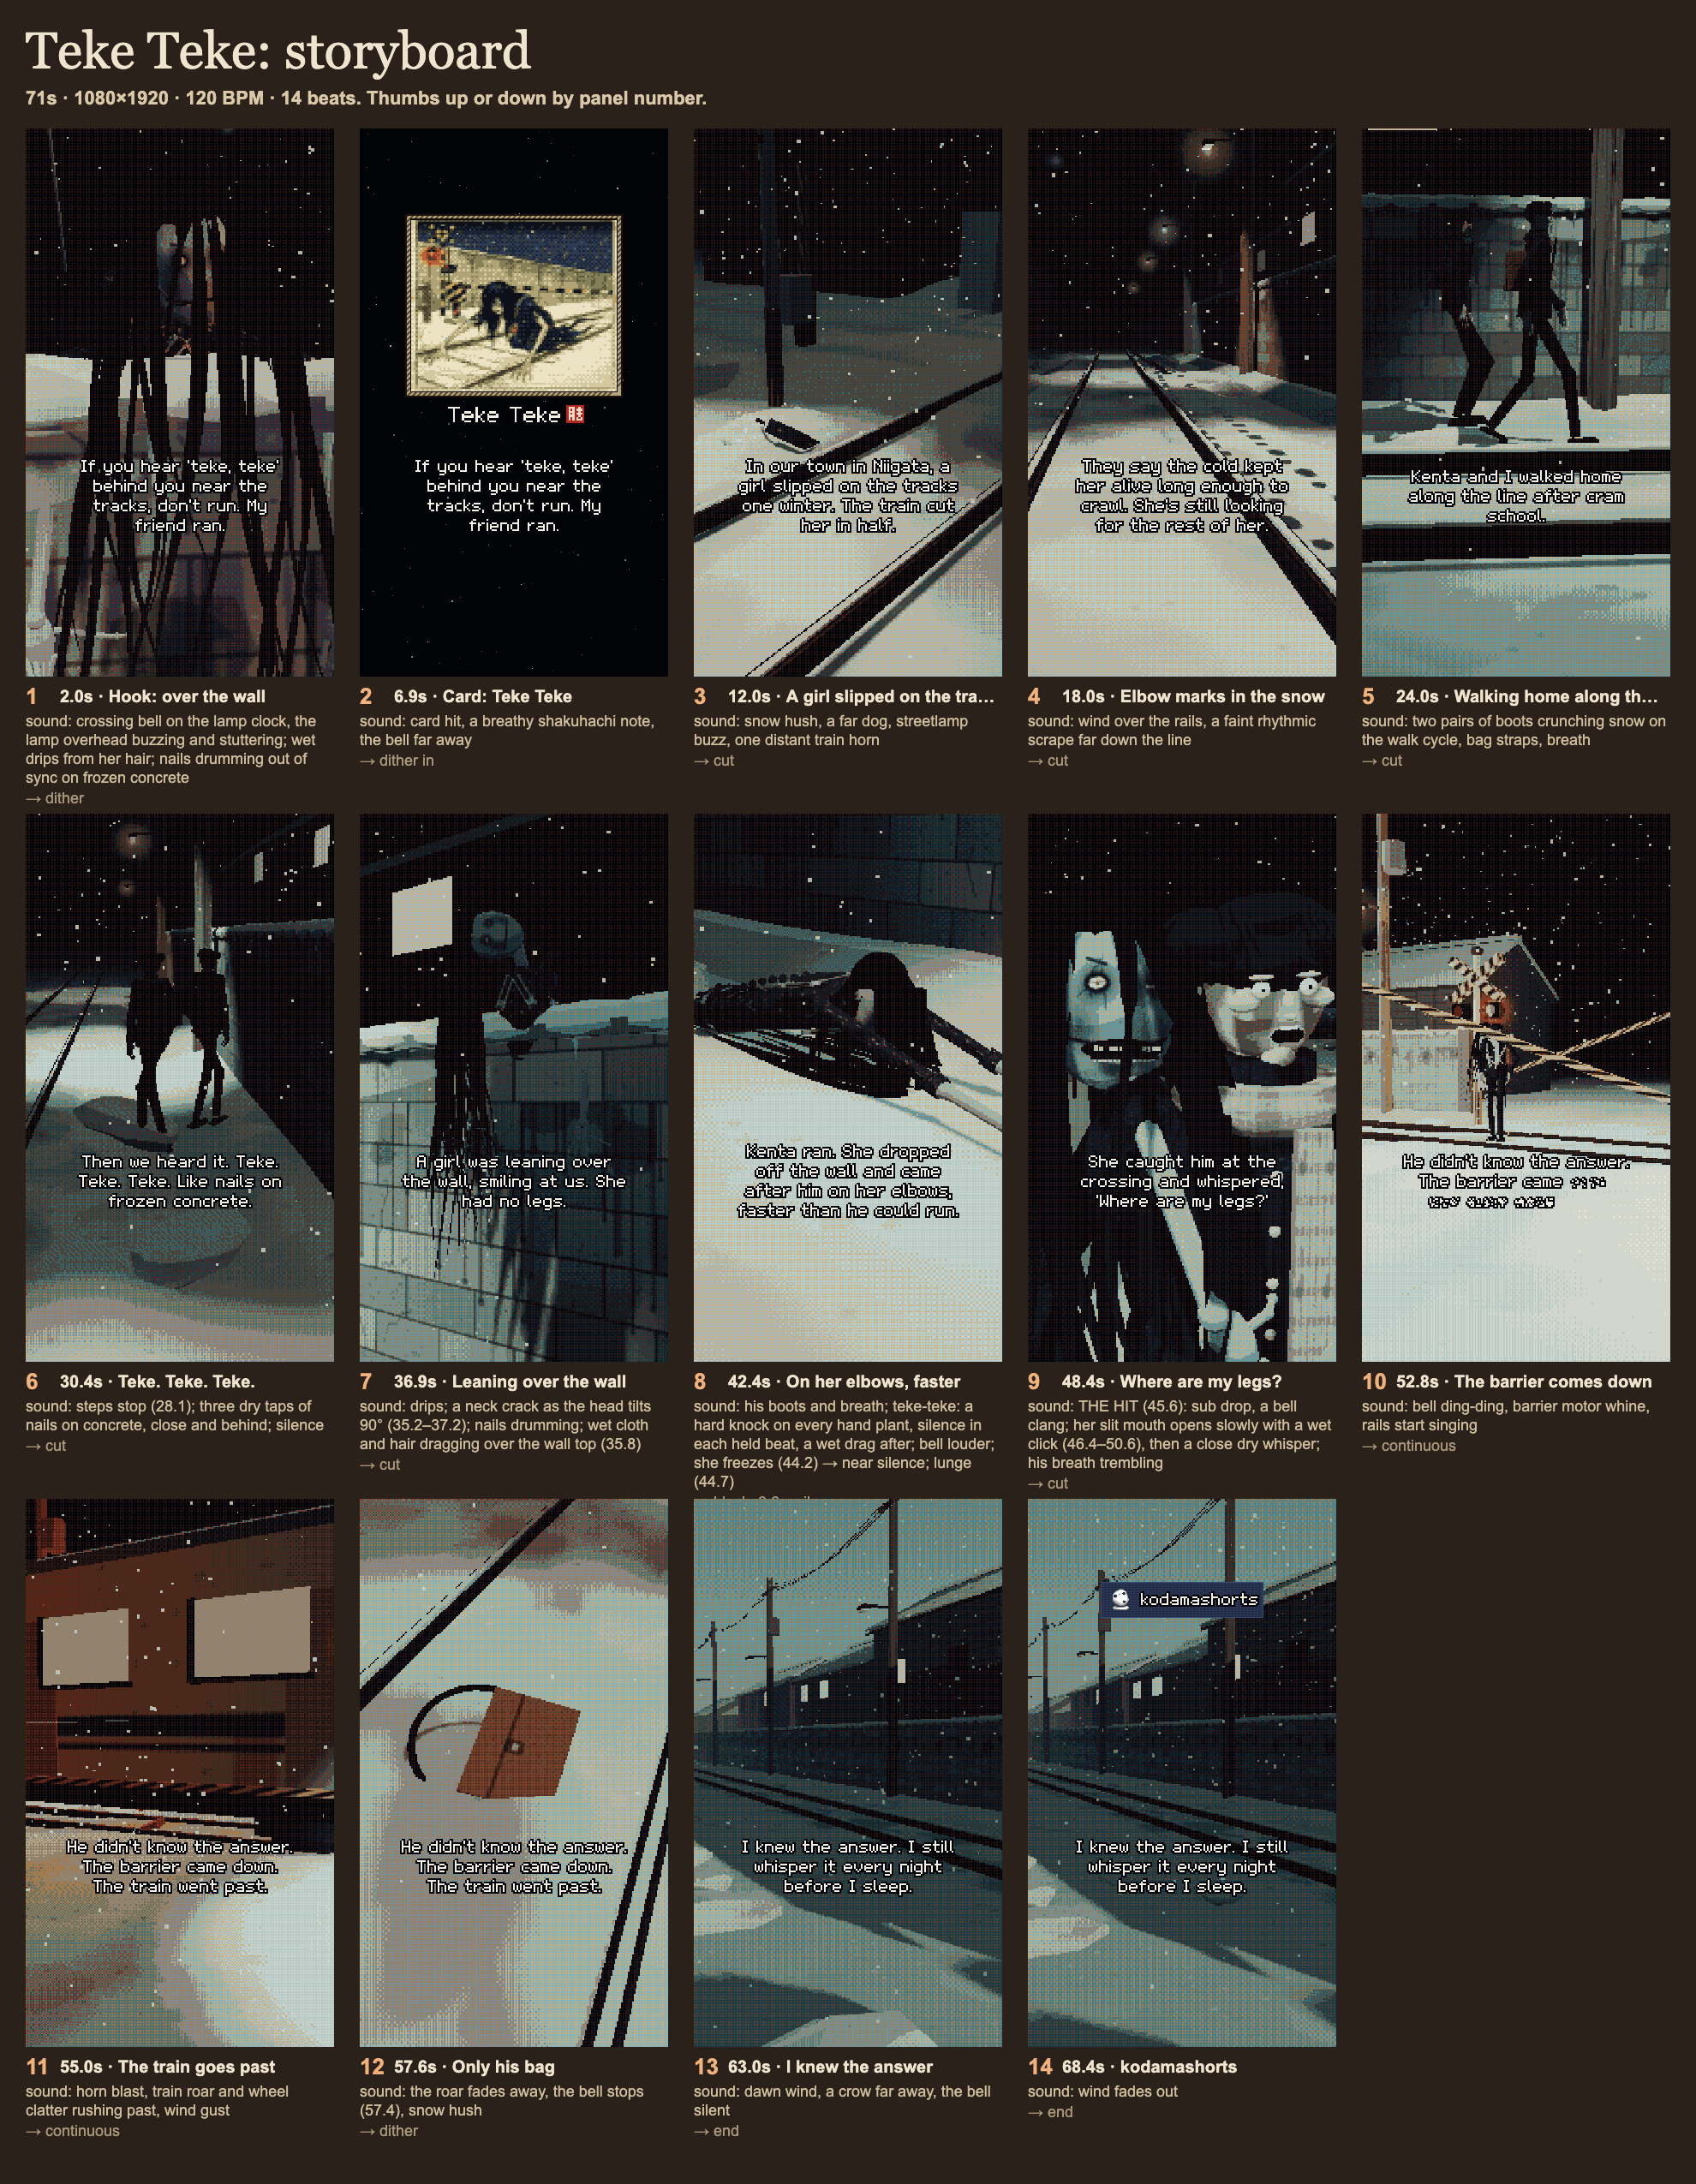 Teke Teke: storyboard
71s · 1080×1920 · 120 BPM · 14 beats. Thumbs up or down by panel number.
If you hear 'teke, teke'
behind you near the
tracks, don't run. My
friend ran.
1 2.0s · Hook: over the wall
sound: crossing bell on the lamp clock, the
lamp overhead buzzing and stuttering; wet
drips from her hair; nails drumming out of
sync on frozen concrete
→ dither
Teke Teke
If you hear 'teke, teke'
behind you near the
tracks, don't run. My
friend ran.
2 6.9s · Card: Teke Teke
sound: card hit, a breathy shakuhachi note,
the bell far away
→ dither in
In our town in Niigata, a
girl slipped on the tracks
one winter. The train cut
her in half.
3 12.0s · A girl slipped on the tra...
sound: snow hush, a far dog, streetlamp
buzz, one distant train horn
→ cut
They say the cold kept
her alive long enough to
crawl. She's still looking
for the rest of her.
4 18.0s · Elbow marks in the snow
sound: wind over the rails, a faint rhythmic
scrape far down the line
→ cut
Kenta and I walked home
along the line after cram
school.
5 24.0s · Walking home along th...
sound: two pairs of boots crunching snow on
the walk cycle, bag straps, breath
→ cut
Then we heard it. Teke.
Teke. Teke. Like nails on
frozen concrete.
6 30.4s · Teke. Teke. Teke.
sound: steps stop (28.1); three dry taps of
nails on concrete, close and behind; silence
→ cut
A girl was leaning over
the wall, smiling at us. She
had no legs.
7 36.9s · Leaning over the wall
sound: drips; a neck crack as the head tilts
90° (35.2–37.2); nails drumming; wet cloth
and hair dragging over the wall top (35.8)
→ cut
Kenta ran. She dropped
off the wall and came
after him on her elbows,
faster than he could run.
8 42.4s · On her elbows, faster
sound: his boots and breath; teke-teke: a
hard knock on every hand plant, silence in
each held beat, a wet drag after; bell louder;
she freezes (44.2) → near silence; lunge
(44.7)
She caught him at the
crossing and whispered,
'Where are my legs?'
9 48.4s · Where are my legs?
sound: THE HIT (45.6): sub drop, a bell
clang; her slit mouth opens slowly with a wet
click (46.4–50.6), then a close dry whisper;
his breath trembling
→ cut
He didn't know the answer.
The barrier came
10 52.8s · The barrier comes down
sound: bell ding-ding, barrier motor whine,
rails start singing
→ continuous
He didn't know the answer.
The barrier came down.
The train went past.
11 55.0s · The train goes past
sound: horn blast, train roar and wheel
clatter rushing past, wind gust
→ continuous
He didn't know the answer.
The barrier came down.
The train went past.
12 57.6s · Only his bag
sound: the roar fades away, the bell stops
(57.4), snow hush
→ dither
I knew the answer. I still
whisper it every night
before I sleep.
13 63.0s · I knew the answer
sound: dawn wind, a crow far away, the bell
silent
→ end
kodamashorts
I knew the answer. I still
whisper it every night
before I sleep.
14 68.4s · kodamashorts
sound: wind fades out
→ end